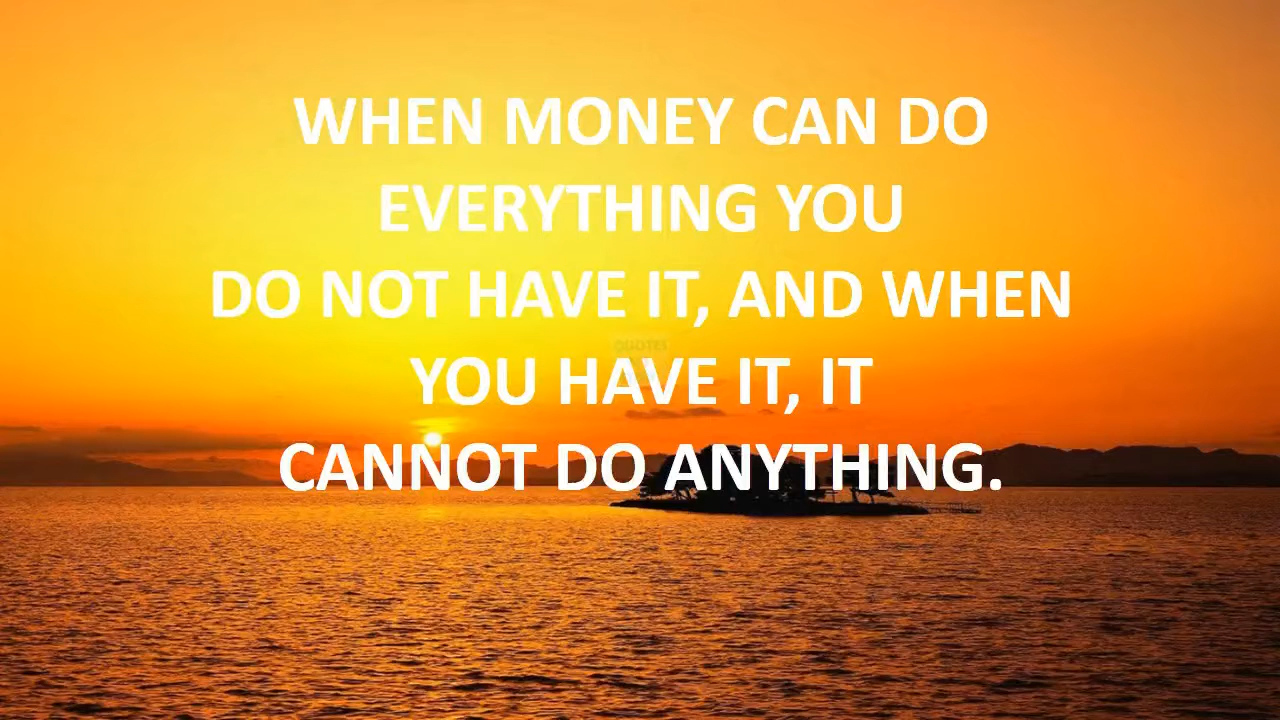 WHEN MONEY CAN DO
EVERYTHING YOU
DO NOT HAVE IT, AND WHEN
YOU HAVE IT, IT
CANNOT DO ANYTHING.
QUOTES